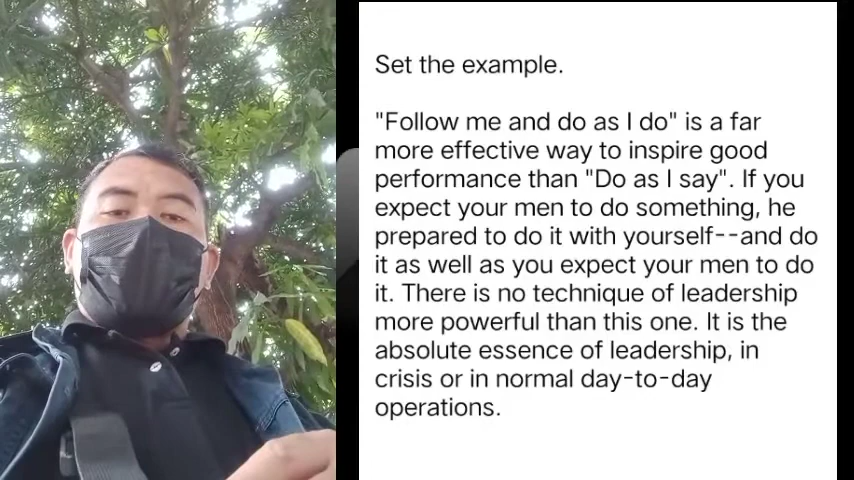 Set the example.
"Follow me and do as I do" is a far
more effective way to inspire good
performance than "Do as I say". If you
expect your men to do something, he
prepared to do it with yourself--and do
it as well as you expect your men to do
it. There is no technique of leadership
more powerful than this one. It is the
absolute essence of leadership, in
crisis or in normal day-to-day
operations.